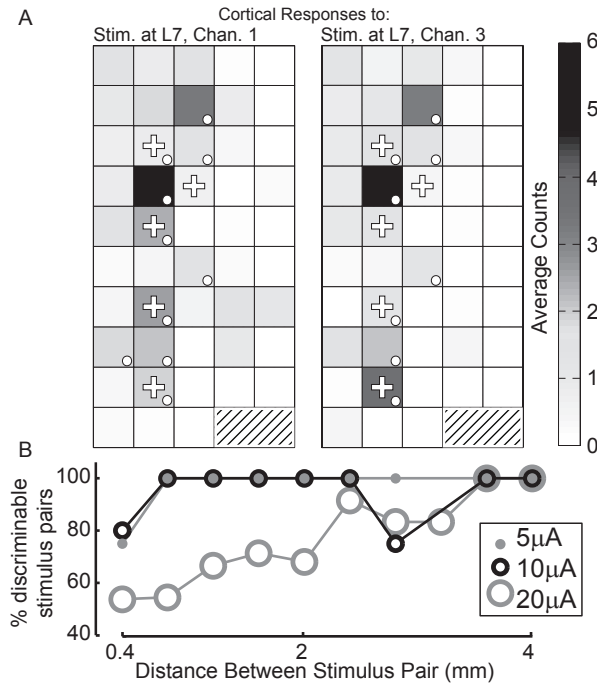 A
Cortical Responses to:
Stim. at L7, Chan. 1
Stim. at L7, Chan. 3
6
5
4
3
2
1
0
Average Counts
B
% discriminable
stimulus pairs
100
80
60
40
5μA
10μA
20μA
0.4
2
4
Distance Between Stimulus Pair (mm)